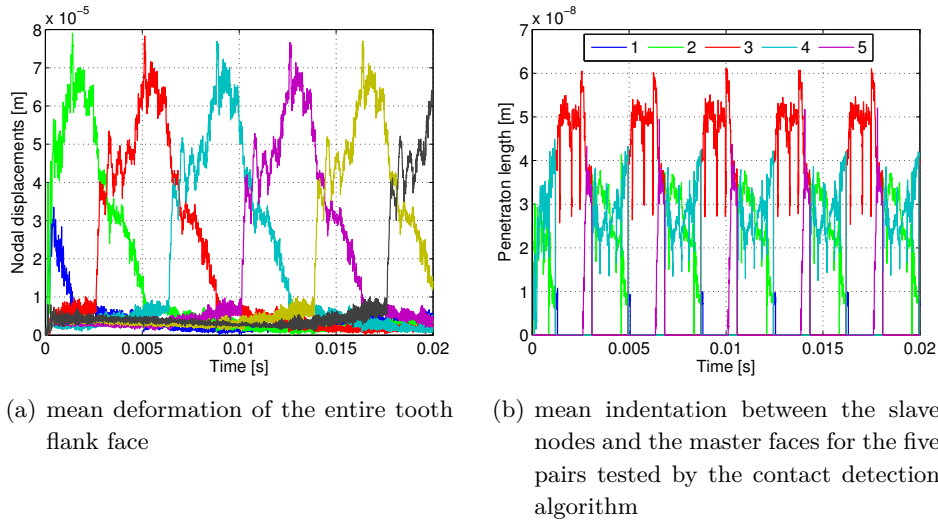 x 10⁻⁵
8
7
6
5
4
3
2
1
0
Nodal displacements [m]
0 0.005 0.01 0.015 0.02
Time [s]
x 10⁻⁸
7
6
5
4
3
2
1
0
Penetraton length [m]
1 2 3 4 5
0 0.005 0.01 0.015 0.02
Time [s]
(a) mean deformation of the entire tooth
flank face
(b) mean indentation between the slave
nodes and the master faces for the five
pairs tested by the contact detection
algorithm